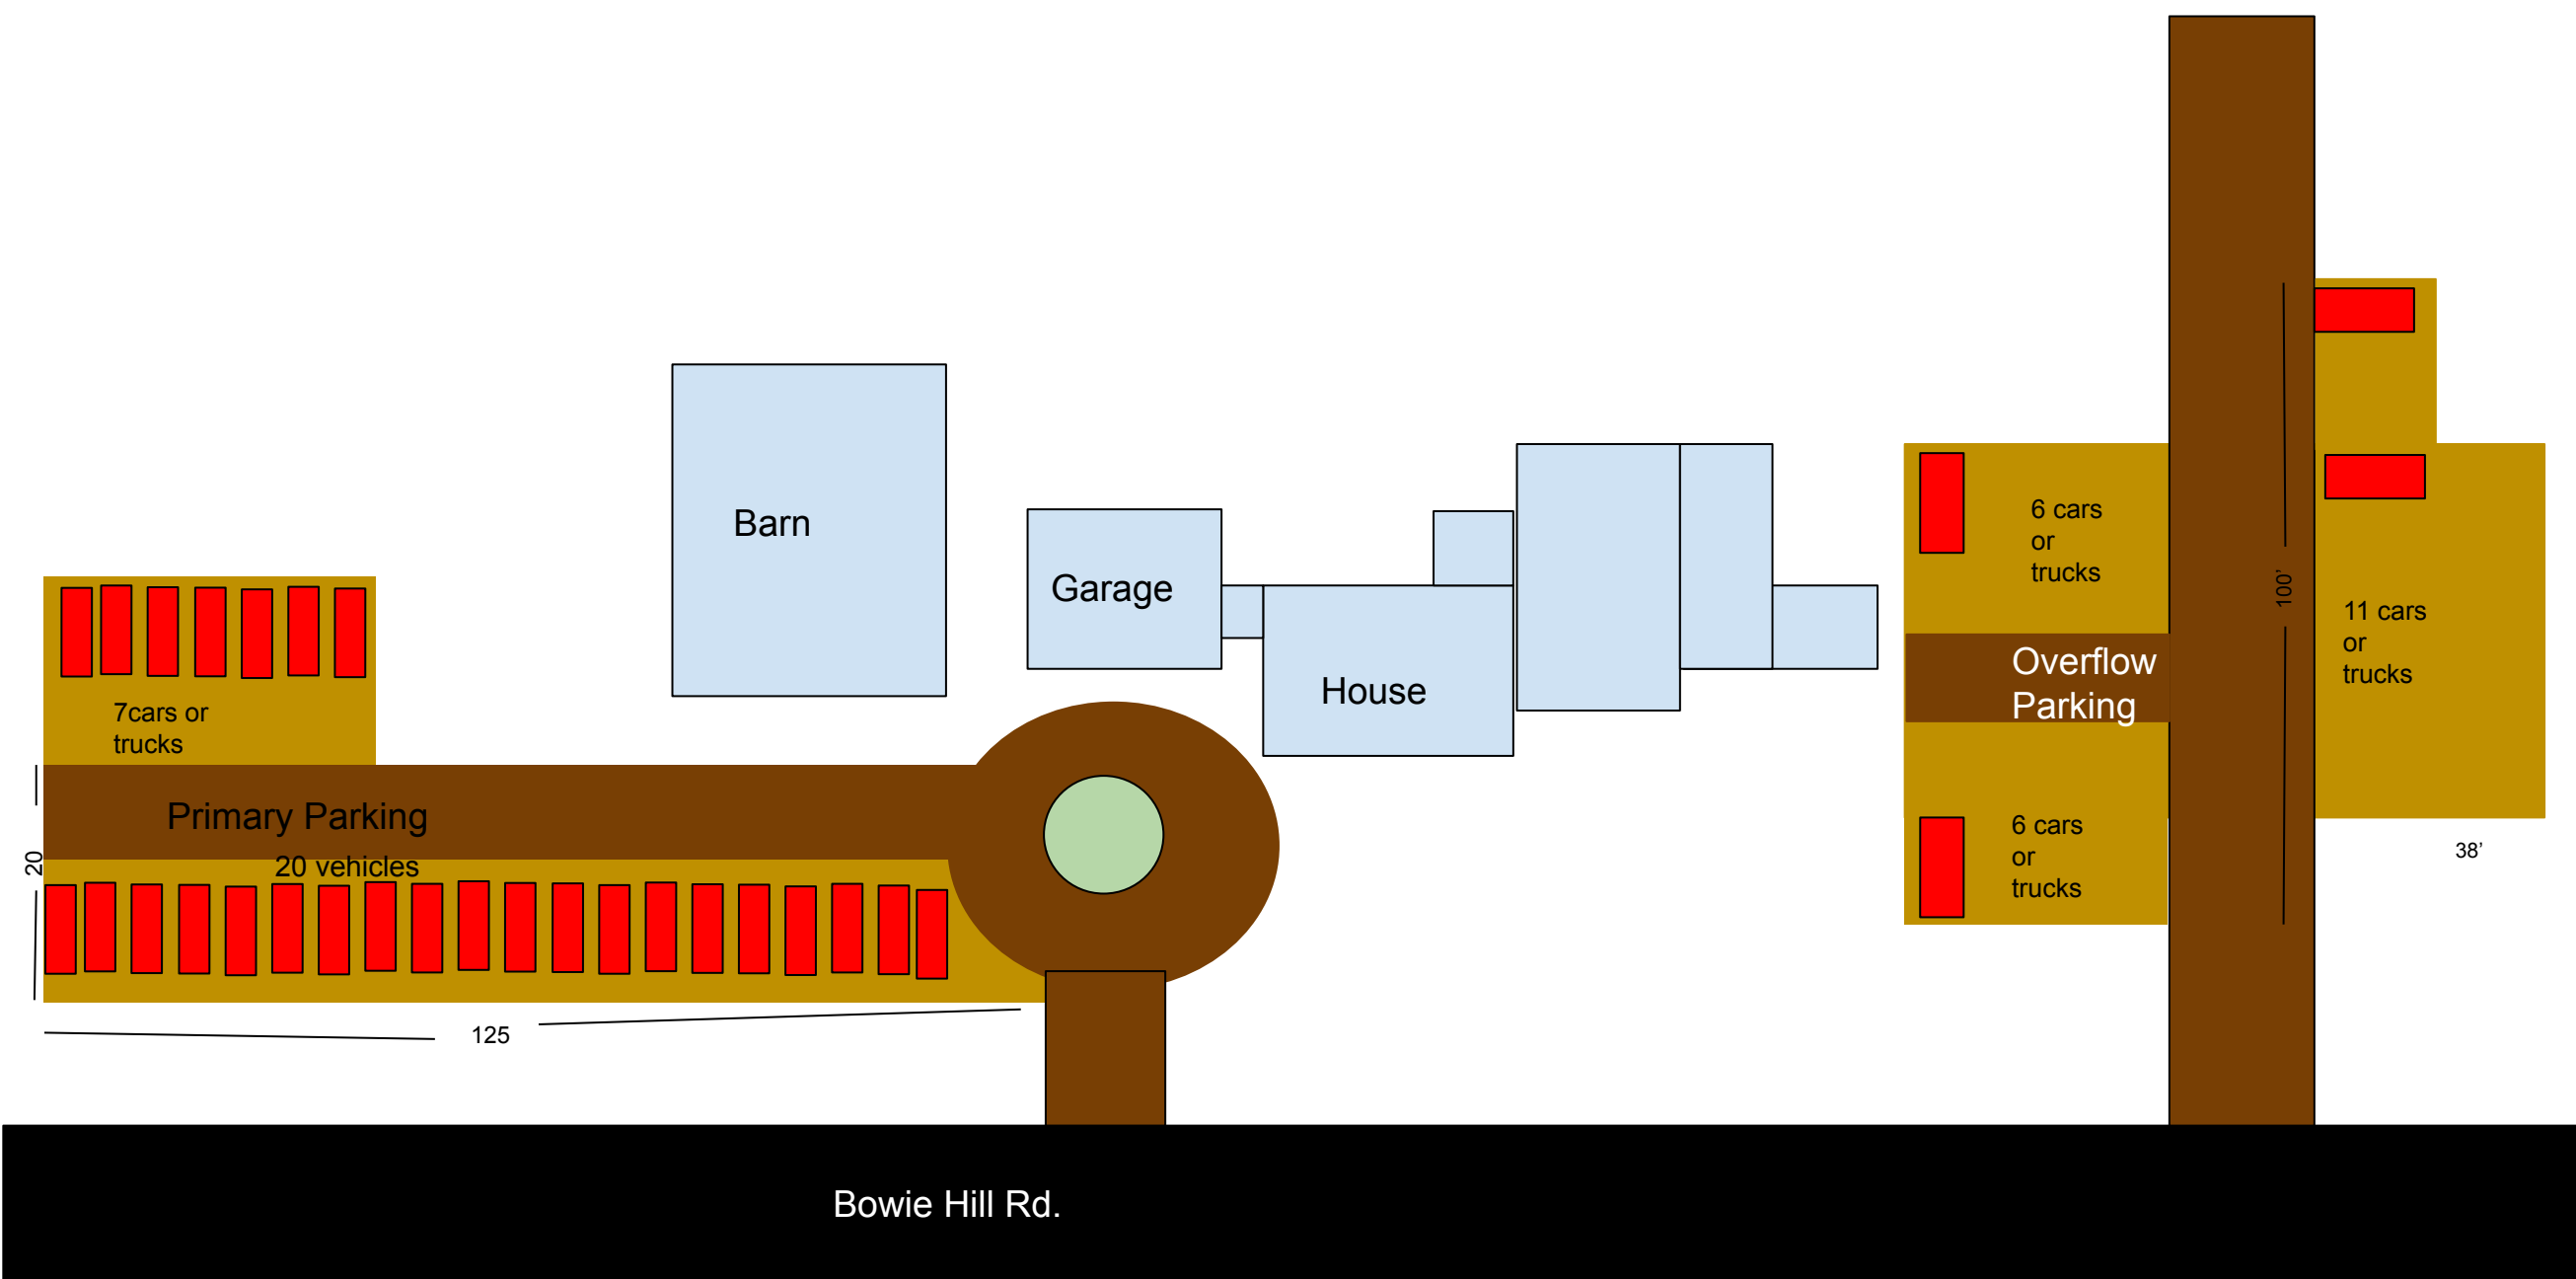 Barn
Garage
House
6 cars
or
trucks
Overflow
Parking
100’
11 cars
or
trucks
7cars or
trucks
Primary Parking
20 vehicles
20
6 cars
or
trucks
38’
125
Bowie Hill Rd.